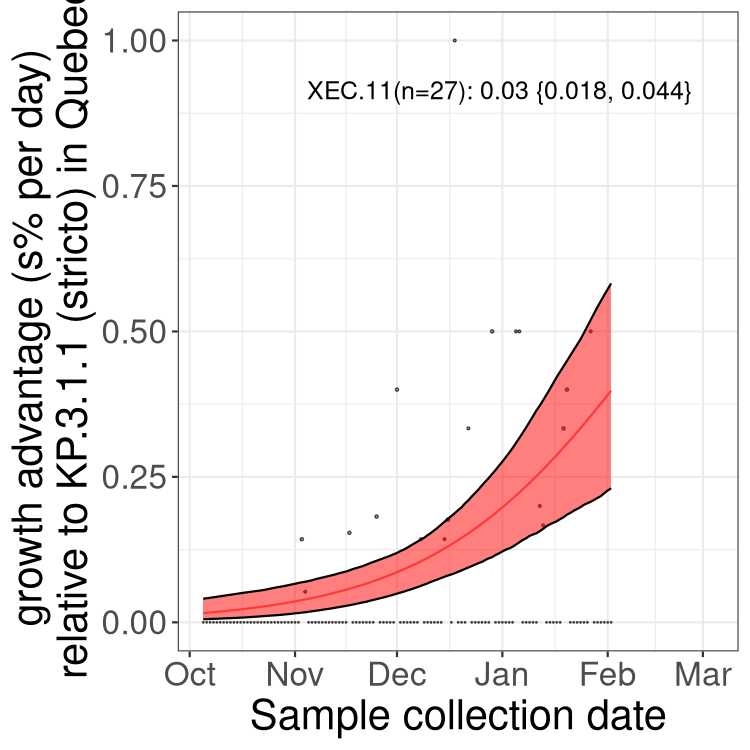 growth advantage (s% per day)
relative to KP.3.1.1 (stricto) in Quebec
1.00
0.75
0.50
0.25
0.00
XEC.11(n=27): 0.03 {0.018, 0.044}
Oct Nov Dec Jan Feb Mar
Sample collection date